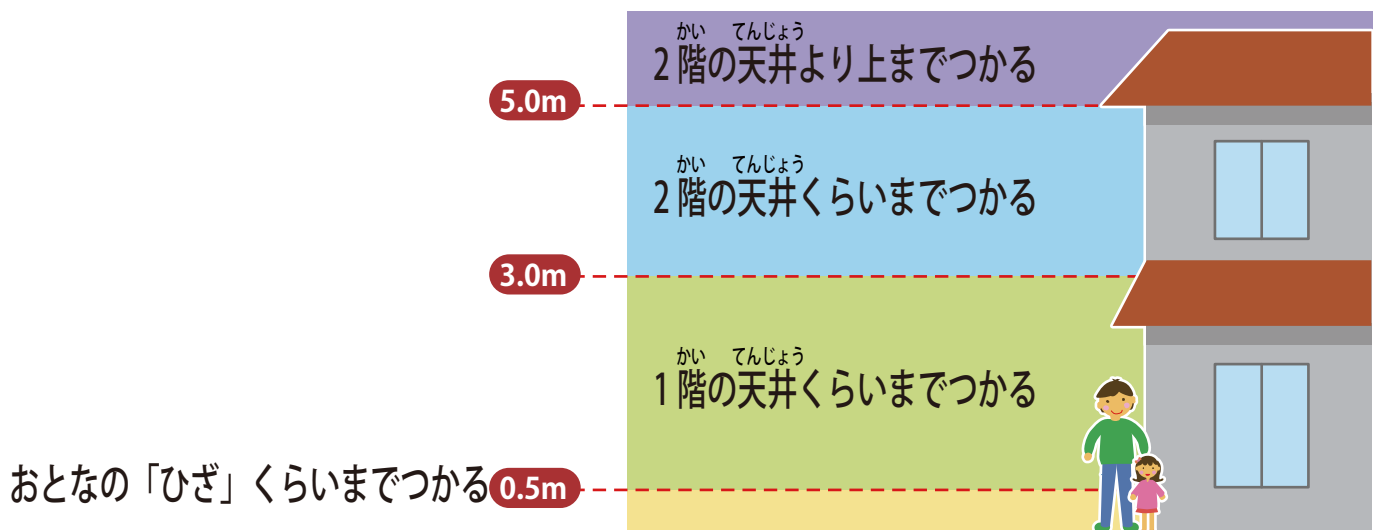 かい てんじょう
2階の天井より上までつかる
5.0m
かい てんじょう
2階の天井くらいまでつかる
3.0m
かい てんじょう
1階の天井くらいまでつかる
おとなの「ひざ」くらいまでつかる 0.5m